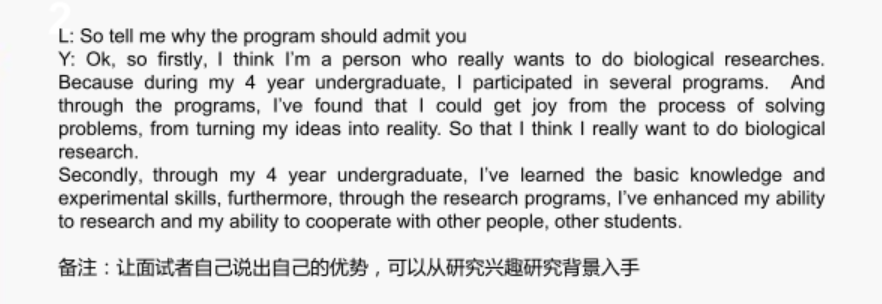 2
L: So tell me why the program should admit you
Y: Ok, so firstly, I think I'm a person who really wants to do biological researches.
Because during my 4 year undergraduate, I participated in several programs. And
through the programs, I've found that I could get joy from the process of solving
problems, from turning my ideas into reality. So that I think I really want to do biological
research.
Secondly, through my 4 year undergraduate, I've learned the basic knowledge and
experimental skills, furthermore, through the research programs, I've enhanced my ability
to research and my ability to cooperate with other people, other students.
备注：让面试者自己说出自己的优势，可以从研究兴趣研究背景入手